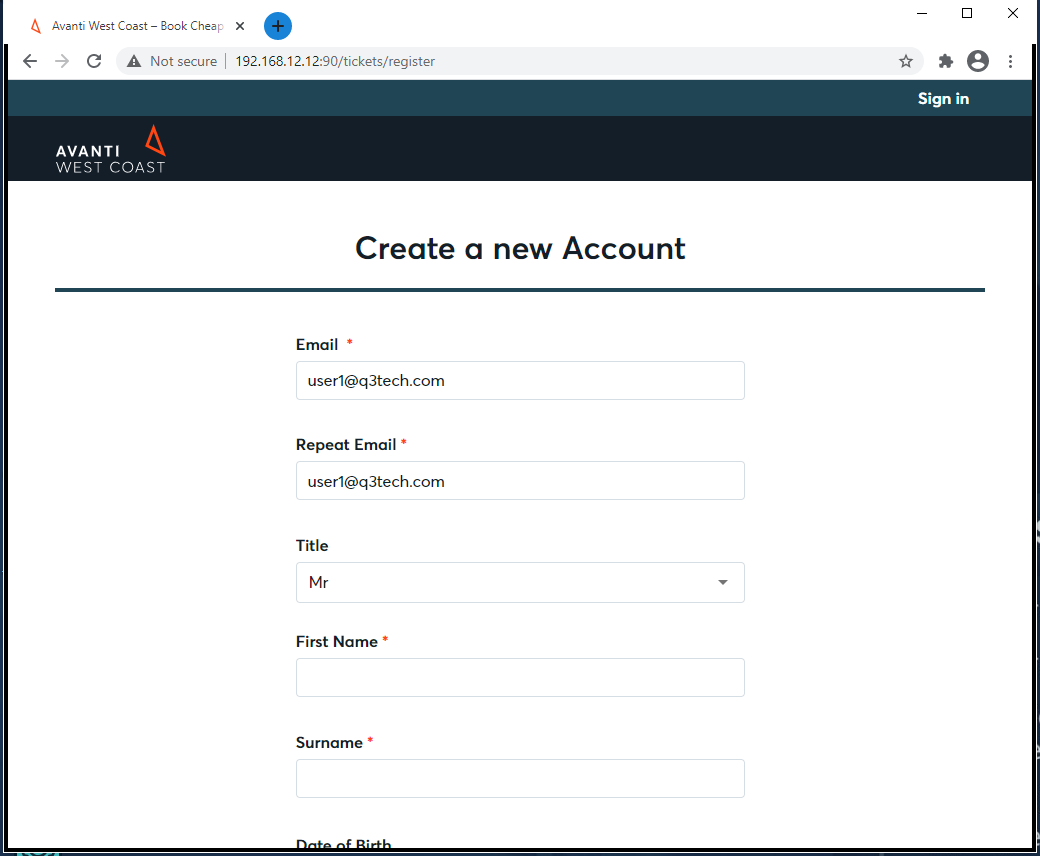 Avanti West Coast – Book Cheap
Not secure
192.168.12.12:90/tickets/register
Sign in
AVANTI
WEST COAST
Create a new Account
Email *
user1@q3tech.com
Repeat Email *
user1@q3tech.com
Title
Mr
First Name *
Surname *
Date of Birth